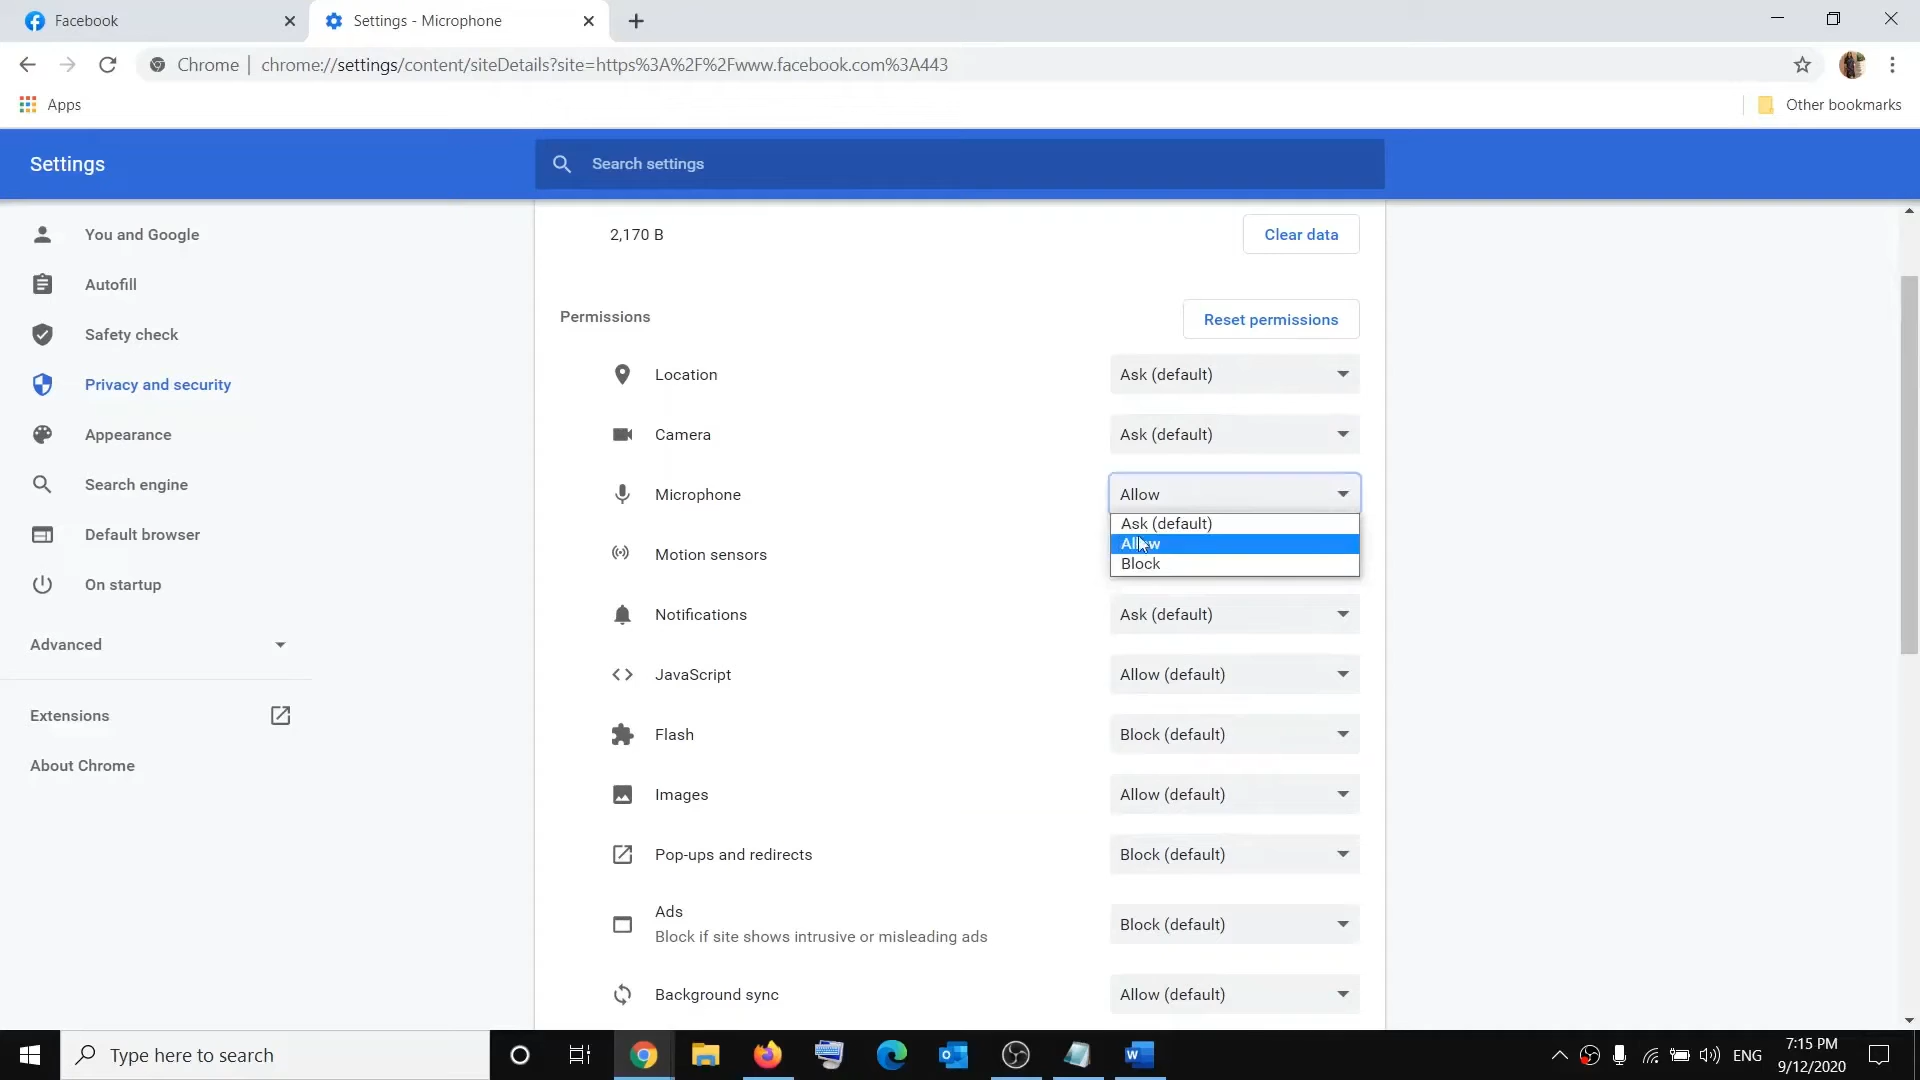 Facebook
Settings - Microphone
Chrome
chrome://settings/content/siteDetails?site=https%3A%2F%2Fwww.facebook.com%3A443
Apps
Other bookmarks
Settings
Search settings
You and Google
Autofill
Safety check
Privacy and security
Appearance
Search engine
Default browser
On startup
Advanced
Extensions
About Chrome
2,170 B
Clear data
Permissions
Reset permissions
Location
Ask (default)
Camera
Ask (default)
Microphone
Allow
Ask (default)
Allow
Block
Motion sensors
Notifications
Ask (default)
JavaScript
Allow (default)
Flash
Block (default)
Images
Allow (default)
Pop-ups and redirects
Block (default)
Ads
Block if site shows intrusive or misleading ads
Block (default)
Background sync
Allow (default)
Type here to search
ENG
7:15 PM
9/12/2020